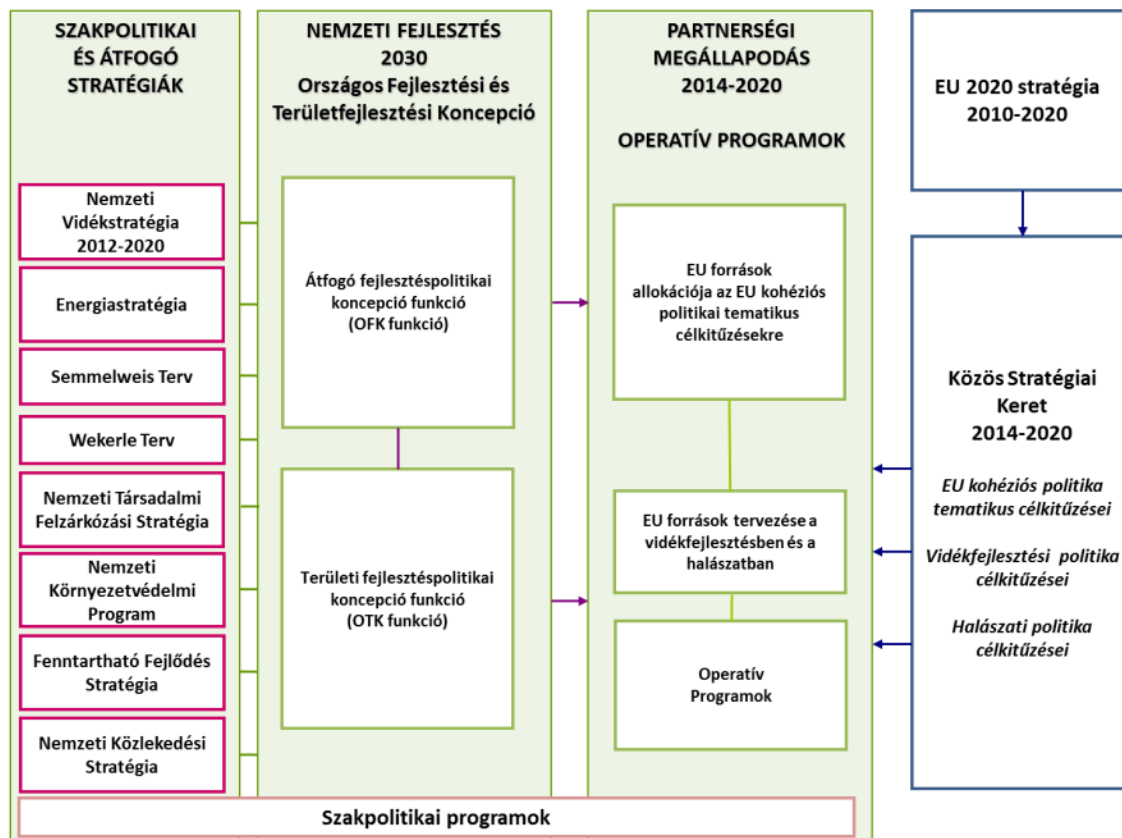 SZAKPOLITIKAI
ÉS ÁTFOGÓ
STRATÉGIÁK
Nemzeti
Vidékstratégia
2012-2020
Energiastratégia
Semmelweis Terv
Wekerle Terv
Nemzeti Társadalmi
Felzárkózási Stratégia
Nemzeti
Környezetvédelmi
Program
Fenntartható Fejlődés
Stratégia
Nemzeti Közlekedési
Stratégia
NEMZETI FEJLESZTÉS
2030
Országos Fejlesztési és
Területfejlesztési Koncepció
Átfogó fejlesztéspolitikai
koncepció funkció
(OFK funkció)
Területi fejlesztéspolitikai
koncepció funkció
(OTK funkció)
PARTNERSÉGI
MEGÁLLAPODÁS
2014-2020
OPERATÍV PROGRAMOK
EU források
allokációja az EU kohéziós
politikai tematikus
célkitűzésekre
EU források tervezése a
vidékfejlesztésben és a
halászatban
Operatív
Programok
EU 2020 stratégia
2010-2020
Közös Stratégiai
Keret
2014-2020
EU kohéziós politika
tematikus célkitűzései
Vidékfejlesztési politika
célkitűzései
Halászati politika
célkitűzései
Szakpolitikai programok